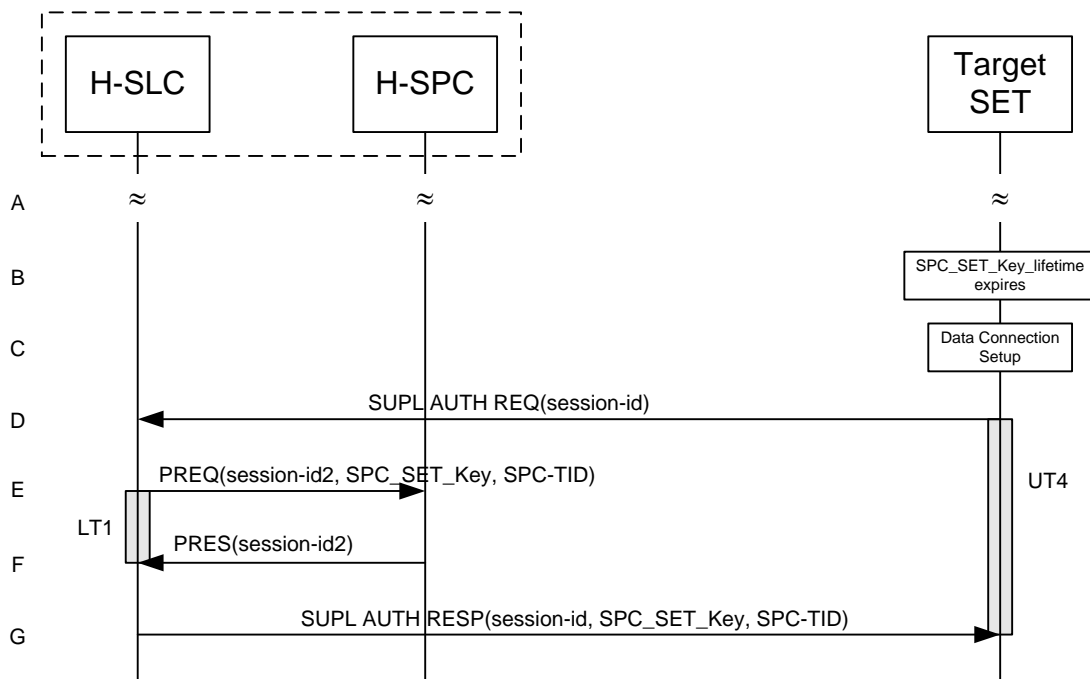 H-SLC
H-SPC
Target
SET
A
≈
≈
≈
B
SPC_SET_Key_lifetime
expires
C
Data Connection
Setup
D
SUPL AUTH REQ(session-id)
E
PREQ(session-id2, SPC_SET_Key, SPC-TID)
UT4
LT1
F
PRES(session-id2)
G
SUPL AUTH RESP(session-id, SPC_SET_Key, SPC-TID)